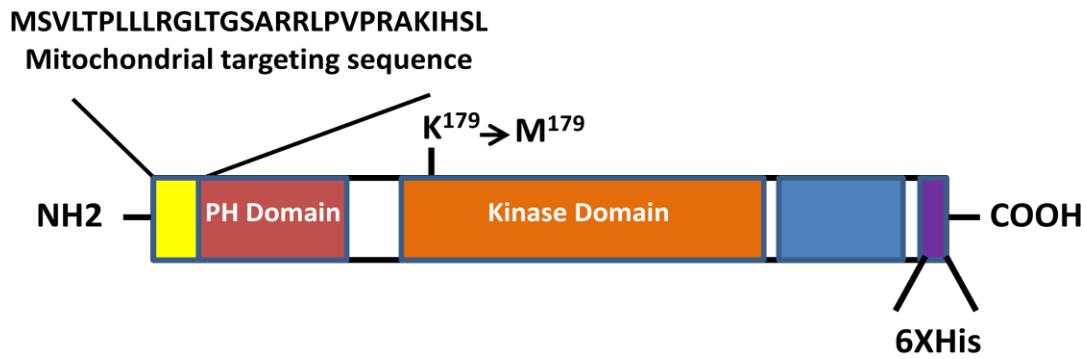 MSVLTPLLLRGLTGSARRLPVPRAKIHSL
Mitochondrial targeting sequence
K179 → M179
NH2
PH Domain
Kinase Domain
COOH
6XHis